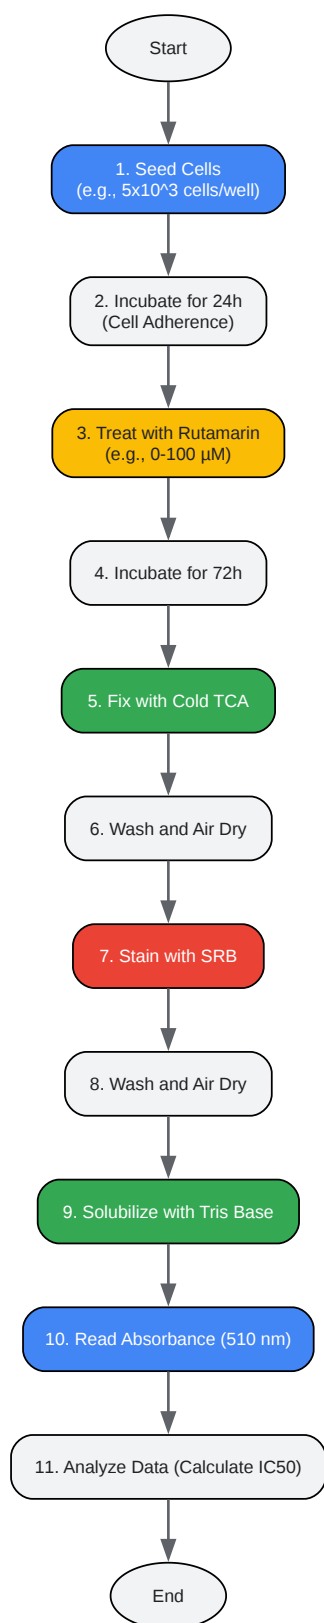 Start
1. Seed Cells
(e.g., 5x10^3 cells/well)
2. Incubate for 24h
(Cell Adherence)
3. Treat with Rutamarin
(e.g., 0-100 µM)
4. Incubate for 72h
5. Fix with Cold TCA
6. Wash and Air Dry
7. Stain with SRB
8. Wash and Air Dry
9. Solubilize with Tris Base
10. Read Absorbance (510 nm)
11. Analyze Data (Calculate IC50)
End